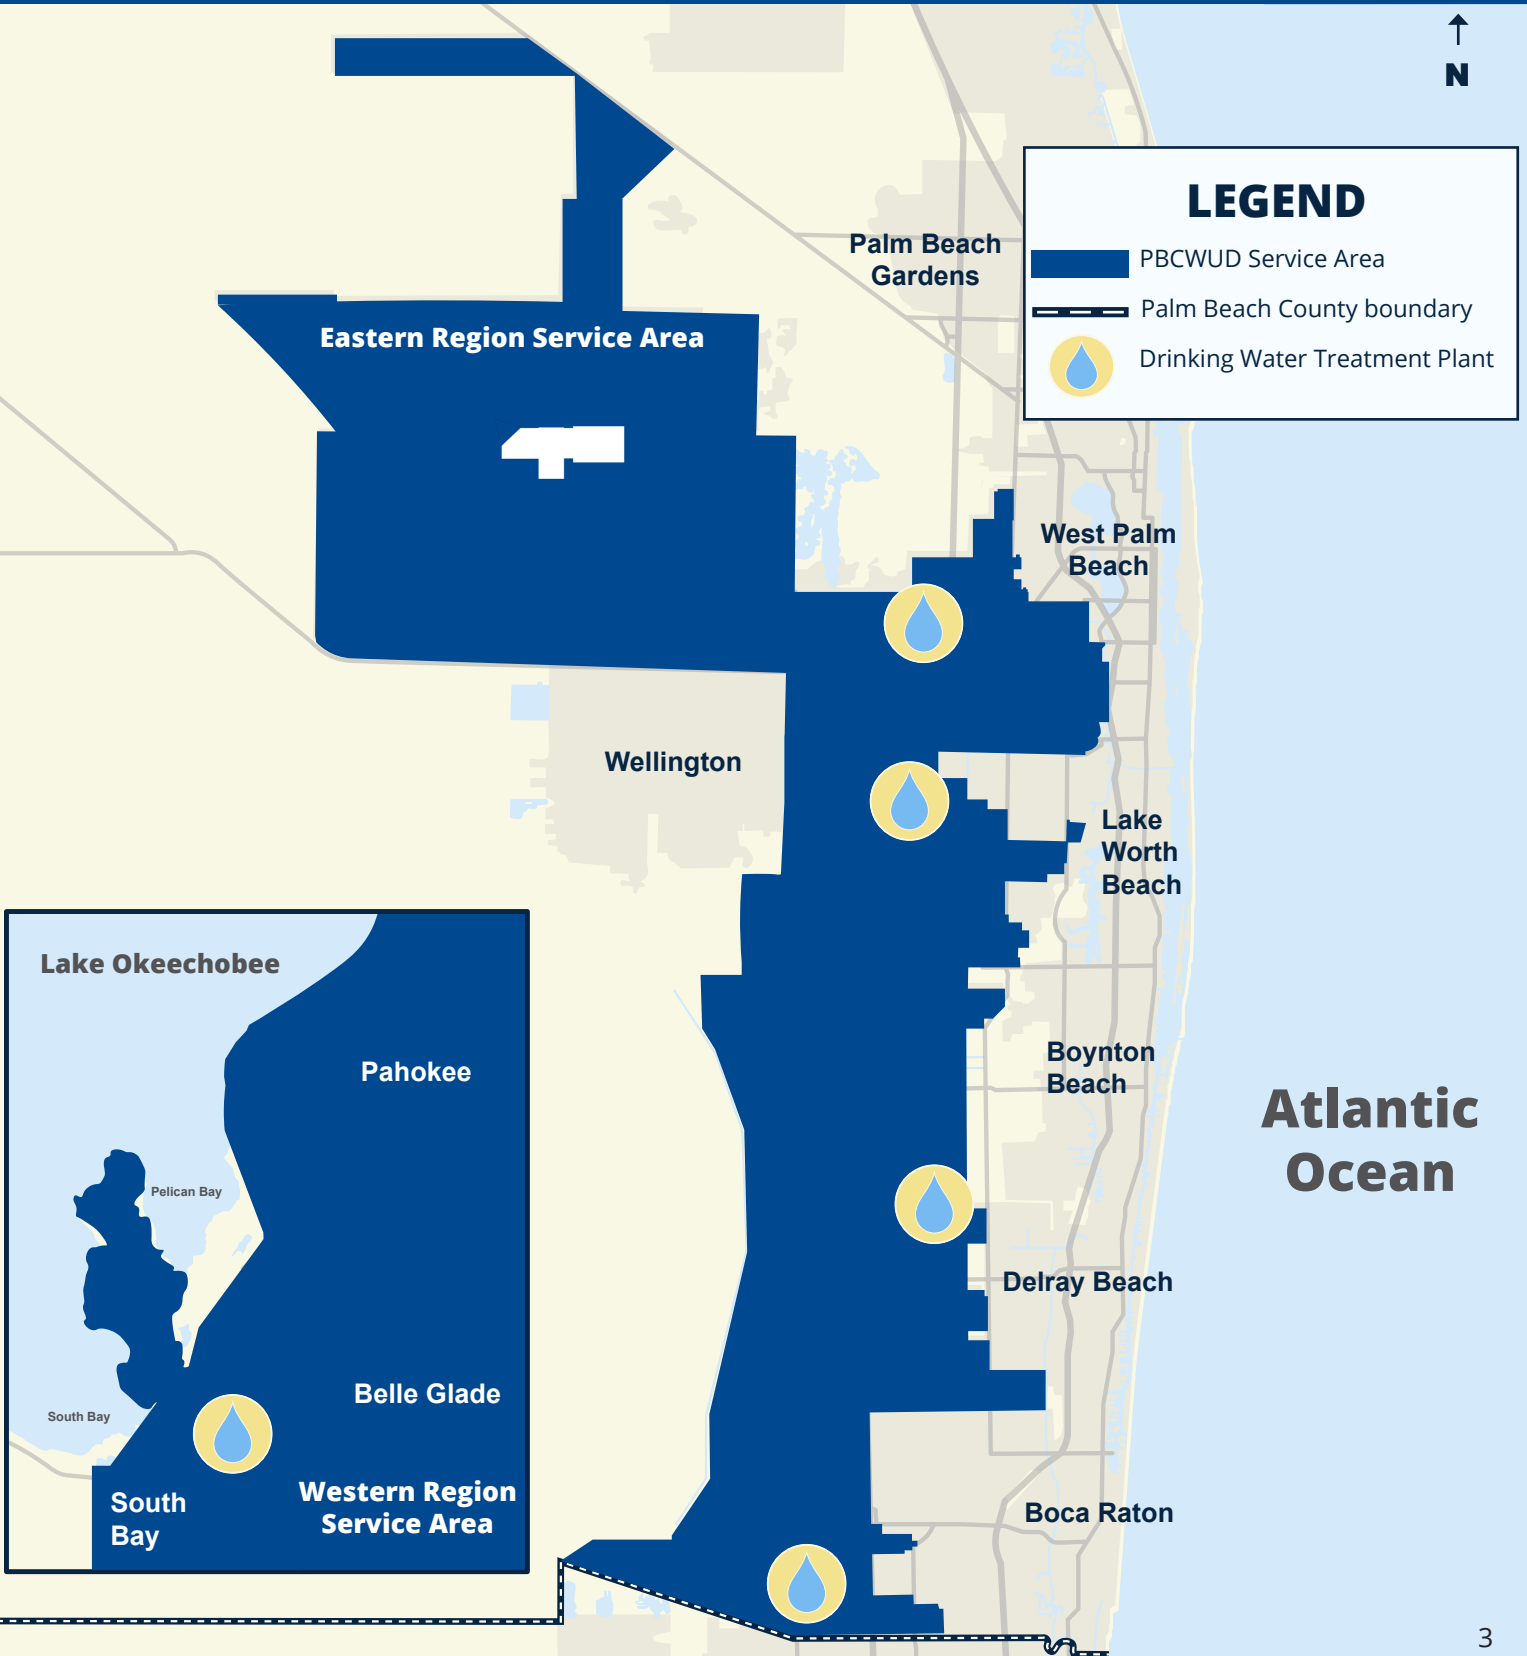 N
LEGEND
PBCWUD Service Area
Palm Beach County boundary
Drinking Water Treatment Plant
Palm Beach
Gardens
Eastern Region Service Area
West Palm
Beach
Wellington
Lake
Worth
Beach
Lake Okeechobee
Pahokee
Boynton
Beach
Atlantic
Ocean
Pelican Bay
Delray Beach
Belle Glade
South Bay
Western Region
Service Area
South
Bay
Boca Raton
3